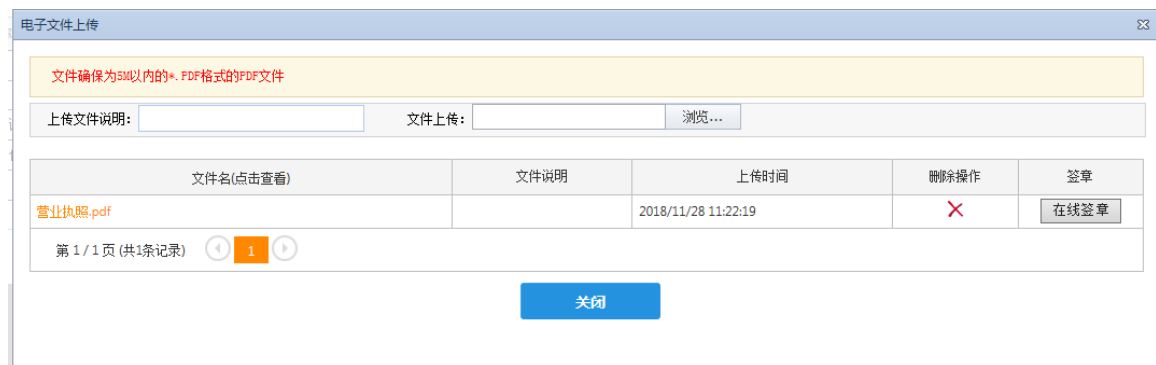 电子文件上传
文件确保为5M以内的*.PDF格式的PDF文件
上传文件说明： 文件上传： 浏览...
文件名(点击查看) 文件说明 上传时间 删除操作 签章
营业执照.pdf 2018/11/28 11:22:19 在线签章
第 1 / 1 页 (共1条记录) 1
关闭